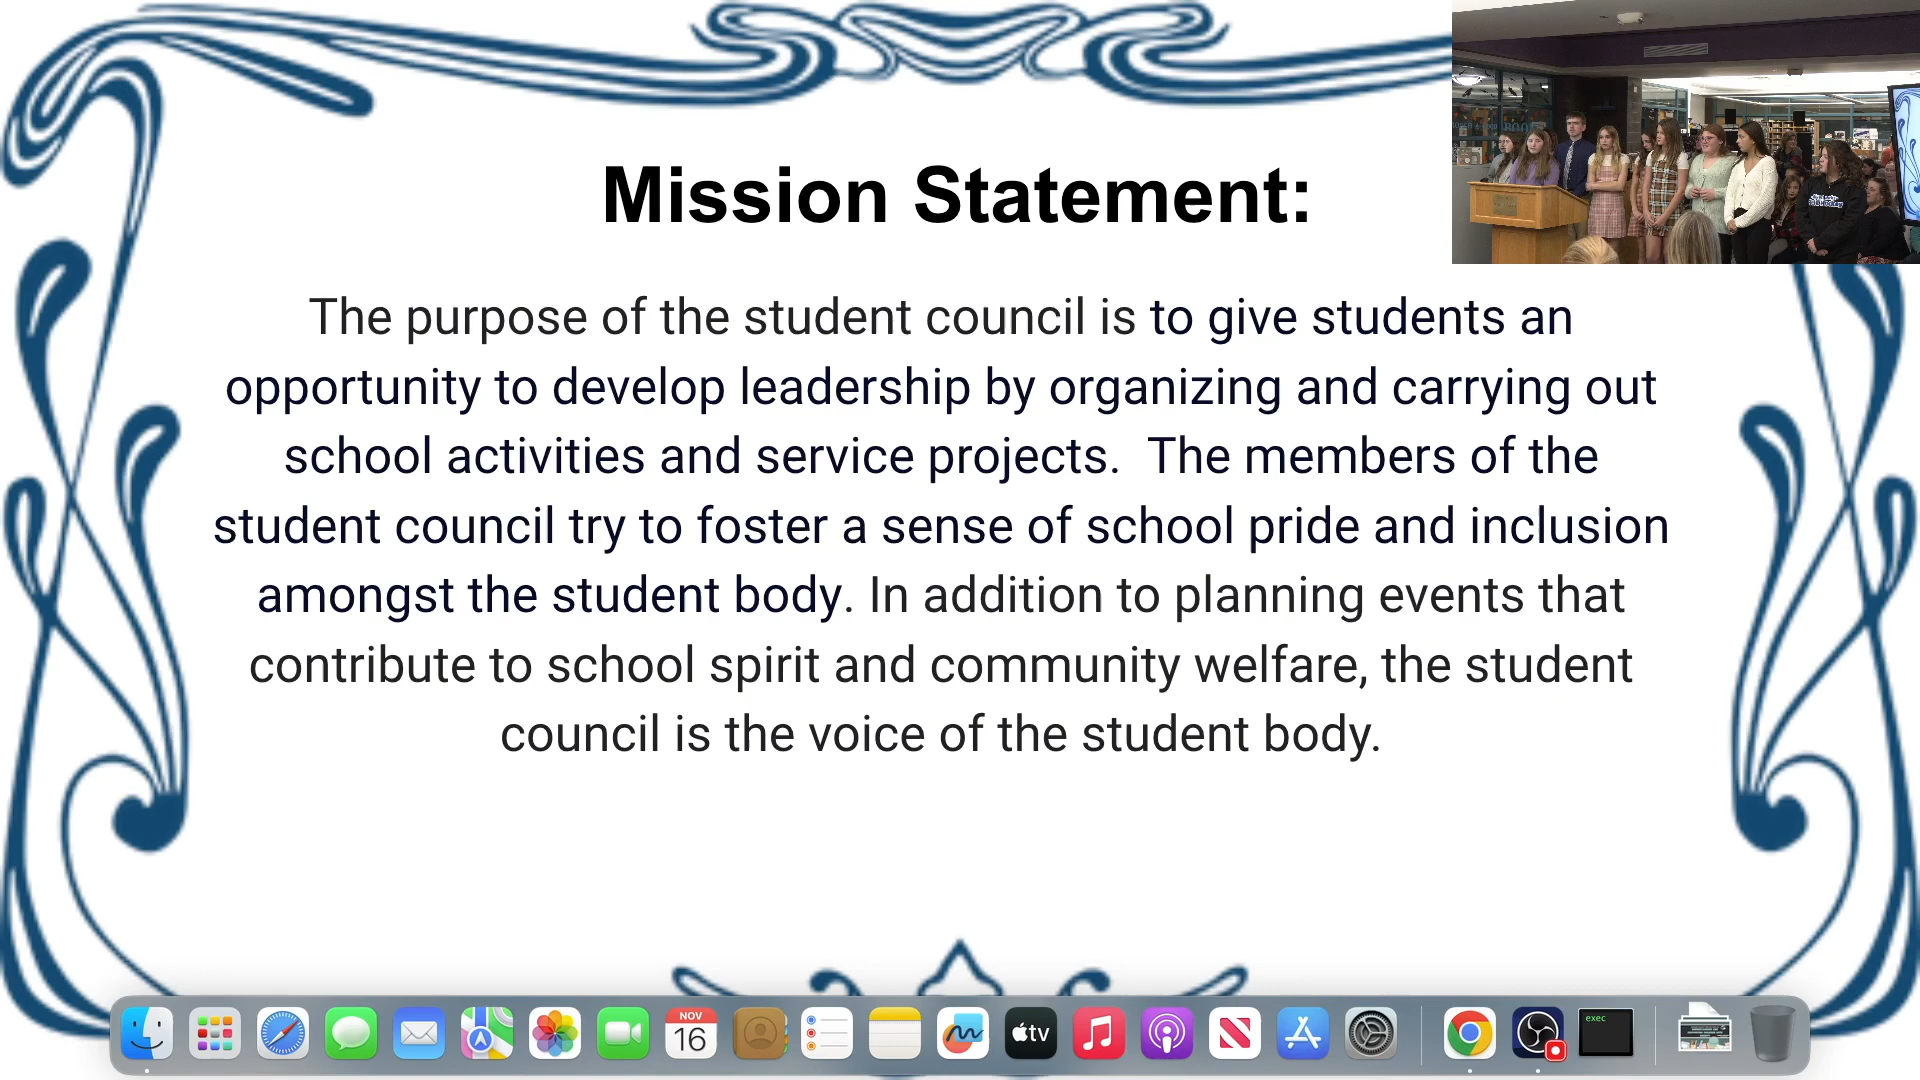 Mission Statement:
The purpose of the student council is to give students an
opportunity to develop leadership by organizing and carrying out
school activities and service projects.  The members of the
student council try to foster a sense of school pride and inclusion
amongst the student body. In addition to planning events that
contribute to school spirit and community welfare, the student
council is the voice of the student body.
NOV
16
tv
exec